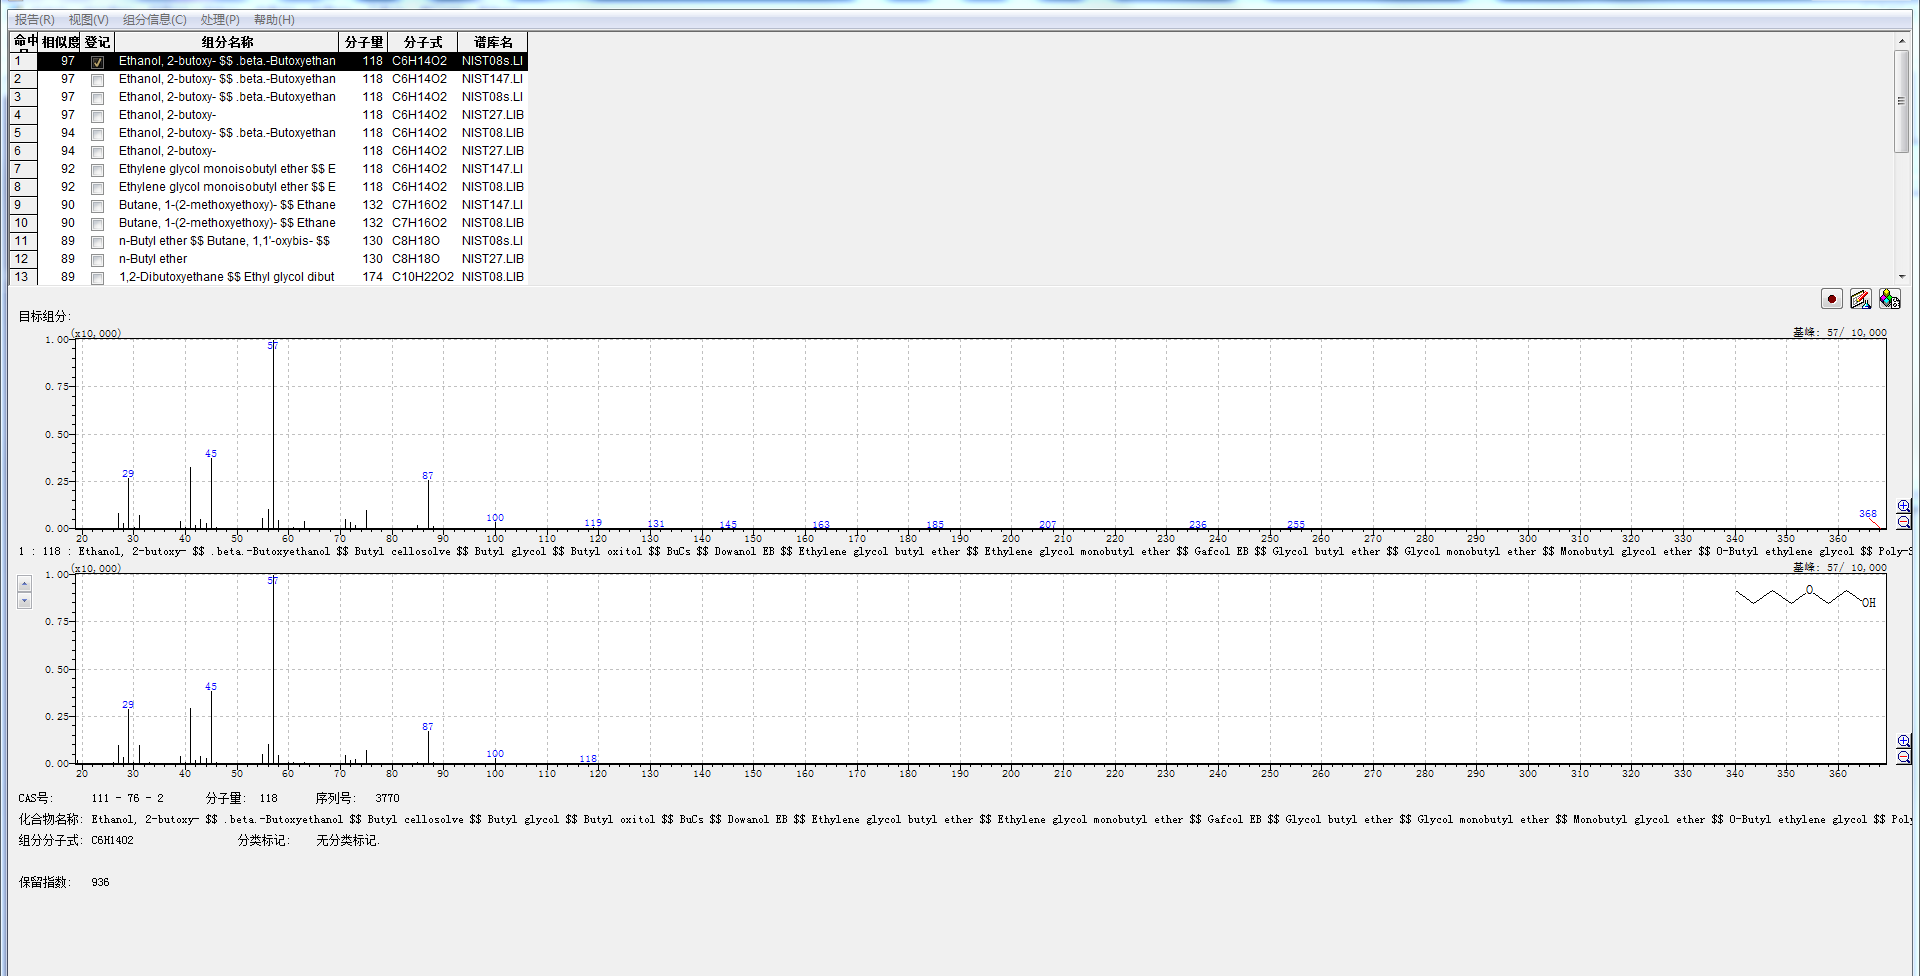 报告(R) 视图(V) 组分信息(C) 处理(P) 帮助(H)
命中 相似度 登记 组分名称 分子量 分子式 谱库名
1 97 Ethanol, 2-butoxy- $$ .beta.-Butoxyethan 118 C6H14O2 NIST08s.LI
2 97 Ethanol, 2-butoxy- $$ .beta.-Butoxyethan 118 C6H14O2 NIST147.LI
3 97 Ethanol, 2-butoxy- $$ .beta.-Butoxyethan 118 C6H14O2 NIST08s.LI
4 97 Ethanol, 2-butoxy- 118 C6H14O2 NIST27.LIB
5 94 Ethanol, 2-butoxy- $$ .beta.-Butoxyethan 118 C6H14O2 NIST08.LIB
6 94 Ethanol, 2-butoxy- 118 C6H14O2 NIST27.LIB
7 92 Ethylene glycol monoisobutyl ether $$ E 118 C6H14O2 NIST147.LI
8 92 Ethylene glycol monoisobutyl ether $$ E 118 C6H14O2 NIST08.LIB
9 90 Butane, 1-(2-methoxyethoxy)- $$ Ethane 132 C7H16O2 NIST147.LI
10 90 Butane, 1-(2-methoxyethoxy)- $$ Ethane 132 C7H16O2 NIST08.LIB
11 89 n-Butyl ether $$ Butane, 1,1'-oxybis- $$ 130 C8H18O NIST08s.LI
12 89 n-Butyl ether 130 C8H18O NIST27.LIB
13 89 1,2-Dibutoxyethane $$ Ethyl glycol dibut 174 C10H22O2 NIST08.LIB
目标组分:
(x10,000) 基峰: 57/ 10,000
1.00 57
0.75
0.50
45
29 87
0.25
100 119 131 145 163 185 207 236 255 368
0.00
20 30 40 50 60 70 80 90 100 110 120 130 140 150 160 170 180 190 200 210 220 230 240 250 260 270 280 290 300 310 320 330 340 350 360
1 : 118 : Ethanol, 2-butoxy- $$ .beta.-Butoxyethanol $$ Butyl cellosolve $$ Butyl glycol $$ Butyl oxitol $$ BuCs $$ Dowanol EB $$ Ethylene glycol butyl ether $$ Ethylene glycol monobutyl ether $$ Gafcol EB $$ Glycol butyl ether $$ Glycol monobutyl ether $$ Monobutyl glycol ether $$ O-Butyl ethylene glycol $$ Poly-S
(x10,000) 基峰: 57/ 10,000
1.00 57
O OH
0.75
0.50
45
29
0.25
87
100 118
0.00
20 30 40 50 60 70 80 90 100 110 120 130 140 150 160 170 180 190 200 210 220 230 240 250 260 270 280 290 300 310 320 330 340 350 360
CAS号: 111 - 76 - 2 分子量: 118 序列号: 3770
化合物名称: Ethanol, 2-butoxy- $$ .beta.-Butoxyethanol $$ Butyl cellosolve $$ Butyl glycol $$ Butyl oxitol $$ BuCs $$ Dowanol EB $$ Ethylene glycol butyl ether $$ Ethylene glycol monobutyl ether $$ Gafcol EB $$ Glycol butyl ether $$ Glycol monobutyl ether $$ Monobutyl glycol ether $$ O-Butyl ethylene glycol $$ Pol
组分分子式: C6H14O2 分类标记: 无分类标记.
保留指数: 936